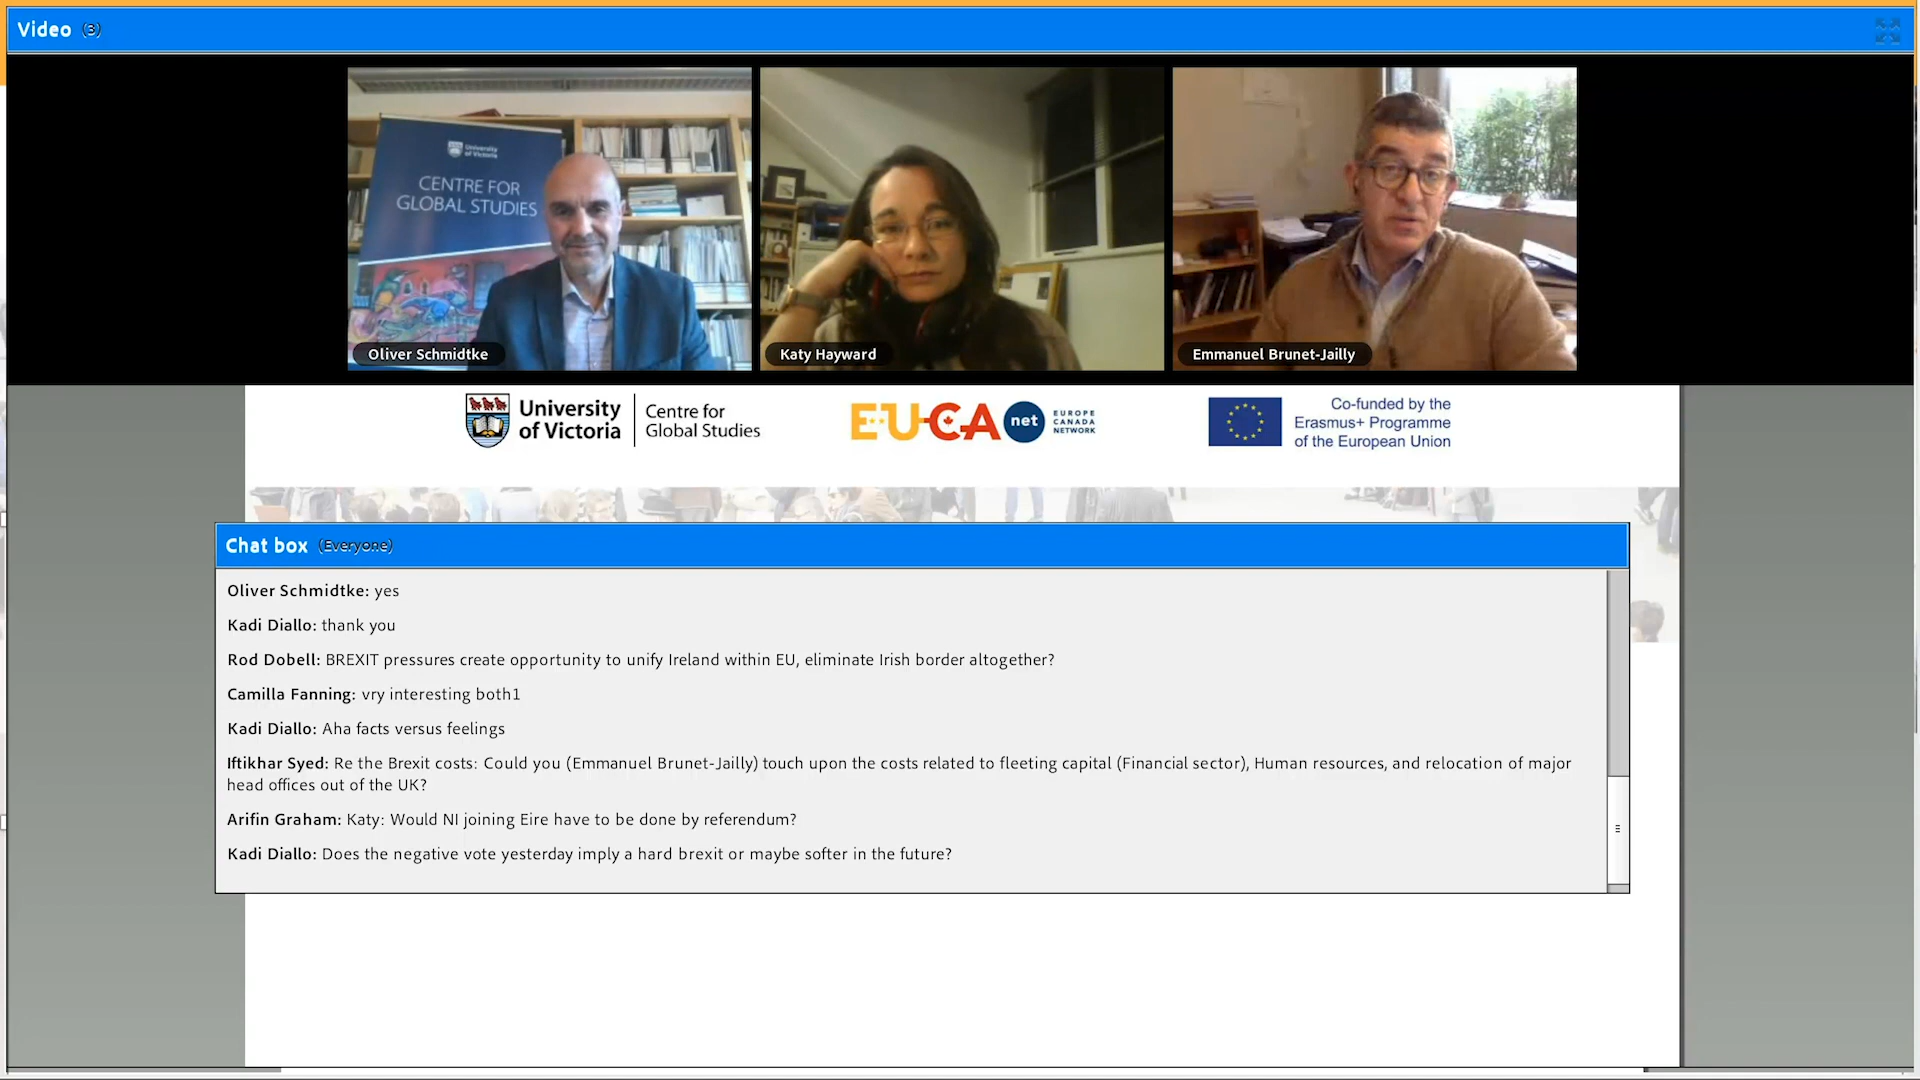 Video (3)
University
of Victoria
CENTRE FOR
GLOBAL STUDIES
Oliver Schmidtke
Katy Hayward
Emmanuel Brunet-Jailly
University
of Victoria
Centre for
Global Studies
EU-CA net
EUROPE
CANADA
NETWORK
Co-funded by the
Erasmus+ Programme
of the European Union
Chat box (Everyone)
Oliver Schmidtke: yes
Kadi Diallo: thank you
Rod Dobell: BREXIT pressures create opportunity to unify Ireland within EU, eliminate Irish border altogether?
Camilla Fanning: vry interesting both1
Kadi Diallo: Aha facts versus feelings
Iftikhar Syed: Re the Brexit costs: Could you (Emmanuel Brunet-Jailly) touch upon the costs related to fleeting capital (Financial sector), Human resources, and relocation of major
head offices out of the UK?
Arifin Graham: Katy: Would NI joining Eire have to be done by referendum?
Kadi Diallo: Does the negative vote yesterday imply a hard brexit or maybe softer in the future?